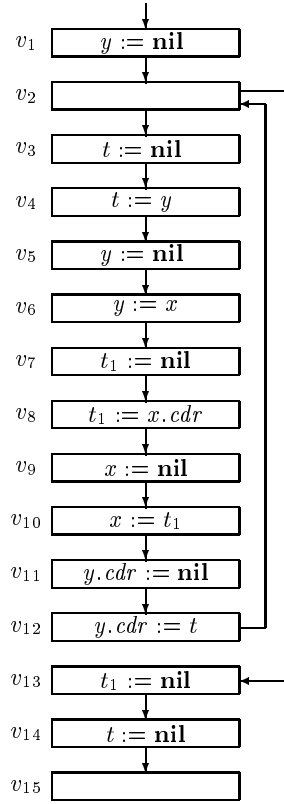 v₁ y := nil
v₂
v₃ t := nil
v₄ t := y
v₅ y := nil
v₆ y := x
v₇ t₁ := nil
v₈ t₁ := x.cdr
v₉ x := nil
v₁₀ x := t₁
v₁₁ y.cdr := nil
v₁₂ y.cdr := t
v₁₃ t₁ := nil
v₁₄ t := nil
v₁₅